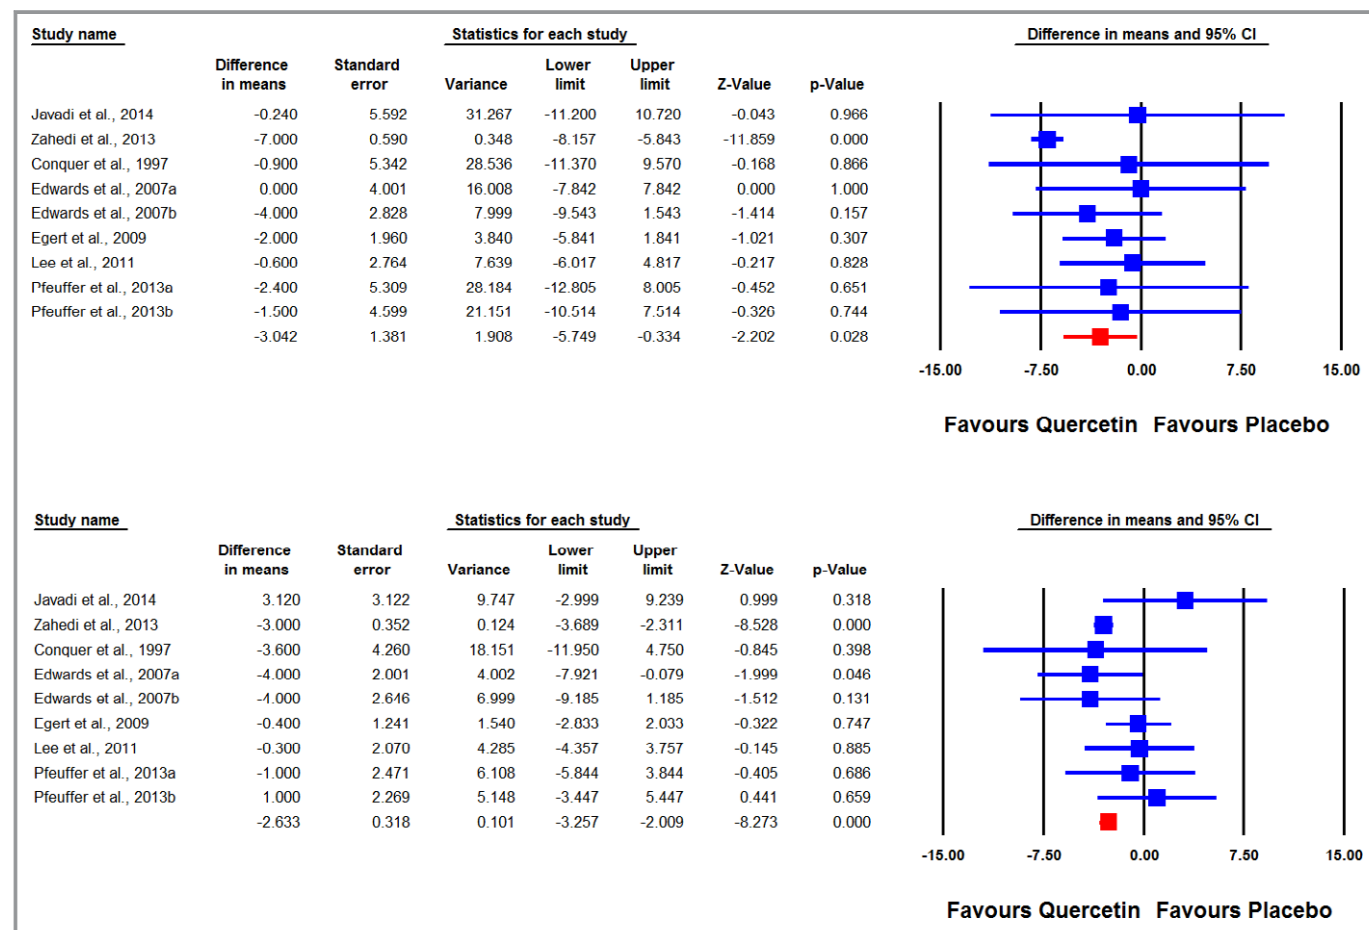 Study name Statistics for each study Difference in means and 95% CI
Difference in means Standard error Variance Lower limit Upper limit Z-Value p-Value
Javadi et al., 2014 -0.240 5.592 31.267 -11.200 10.720 -0.043 0.966
Zahedi et al., 2013 -7.000 0.590 0.348 -8.157 -5.843 -11.859 0.000
Conquer et al., 1997 -0.900 5.342 28.536 -11.370 9.570 -0.168 0.866
Edwards et al., 2007a 0.000 4.001 16.008 -7.842 7.842 0.000 1.000
Edwards et al., 2007b -4.000 2.828 7.999 -9.543 1.543 -1.414 0.157
Egert et al., 2009 -2.000 1.960 3.840 -5.841 1.841 -1.021 0.307
Lee et al., 2011 -0.600 2.764 7.639 -6.017 4.817 -0.217 0.828
Pfeuffer et al., 2013a -2.400 5.309 28.184 -12.805 8.005 -0.452 0.651
Pfeuffer et al., 2013b -1.500 4.599 21.151 -10.514 7.514 -0.326 0.744
-3.042 1.381 1.908 -5.749 -0.334 -2.202 0.028
-15.00 -7.50 0.00 7.50 15.00
Favours Quercetin Favours Placebo
Study name Statistics for each study Difference in means and 95% CI
Difference in means Standard error Variance Lower limit Upper limit Z-Value p-Value
Javadi et al., 2014 3.120 3.122 9.747 -2.999 9.239 0.999 0.318
Zahedi et al., 2013 -3.000 0.352 0.124 -3.689 -2.311 -8.528 0.000
Conquer et al., 1997 -3.600 4.260 18.151 -11.950 4.750 -0.845 0.398
Edwards et al., 2007a -4.000 2.001 4.002 -7.921 -0.079 -1.999 0.046
Edwards et al., 2007b -4.000 2.646 6.999 -9.185 1.185 -1.512 0.131
Egert et al., 2009 -0.400 1.241 1.540 -2.833 2.033 -0.322 0.747
Lee et al., 2011 -0.300 2.070 4.285 -4.357 3.757 -0.145 0.885
Pfeuffer et al., 2013a -1.000 2.471 6.108 -5.844 3.844 -0.405 0.686
Pfeuffer et al., 2013b 1.000 2.269 5.148 -3.447 5.447 0.441 0.659
-2.633 0.318 0.101 -3.257 -2.009 -8.273 0.000
-15.00 -7.50 0.00 7.50 15.00
Favours Quercetin Favours Placebo